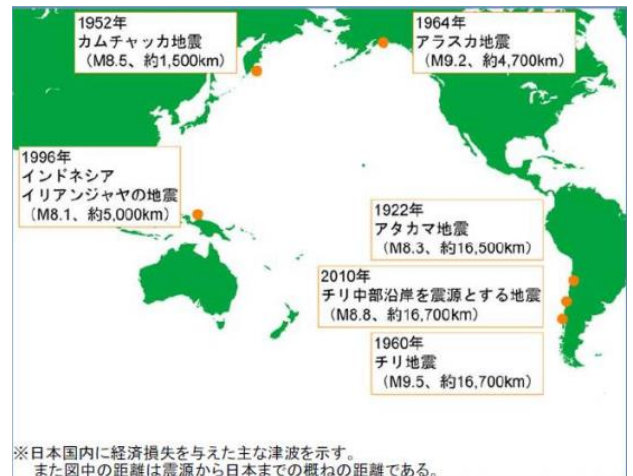 1952年
カムチャッカ地震
（M8.5、約1,500km）
1964年
アラスカ地震
（M9.2、約4,700km）
1996年
インドネシア
イリアンジャヤの地震
（M8.1、約5,000km）
1922年
アタカマ地震
（M8.3、約16,500km）
2010年
チリ中部沿岸を震源とする地震
（M8.8、約16,700km）
1960年
チリ地震
（M9.5、約16,700km）
※日本国内に経済損失を与えた主な津波を示す。
また図中の距離は震源から日本までの概ねの距離である。